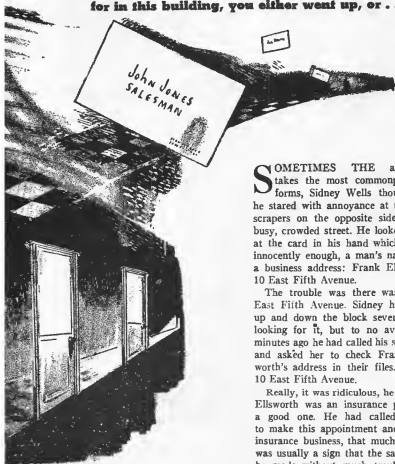 for in this building, you either went up, or . .
John Jones
SALESMAN
SOMETIMES THE a
takes the most commonp
forms, Sidney Wells thou
he stared with annoyance at t
scrapers on the opposite side
busy, crowded street. He looke
at the card in his hand which
innocently enough, a man's na
a business address: Frank El
10 East Fifth Avenue.
The trouble was there was
East Fifth Avenue. Sidney h
up and down the block sever
looking for it, but to no av
minutes ago he had called his s
and asked her to check Fra
worth's address in their files.
10 East Fifth Avenue.
Really, it was ridiculous, he
Ellsworth was an insurance p
a good one. He had called
to make this appointment and
insurance business, that much
was usually a sign that the sa